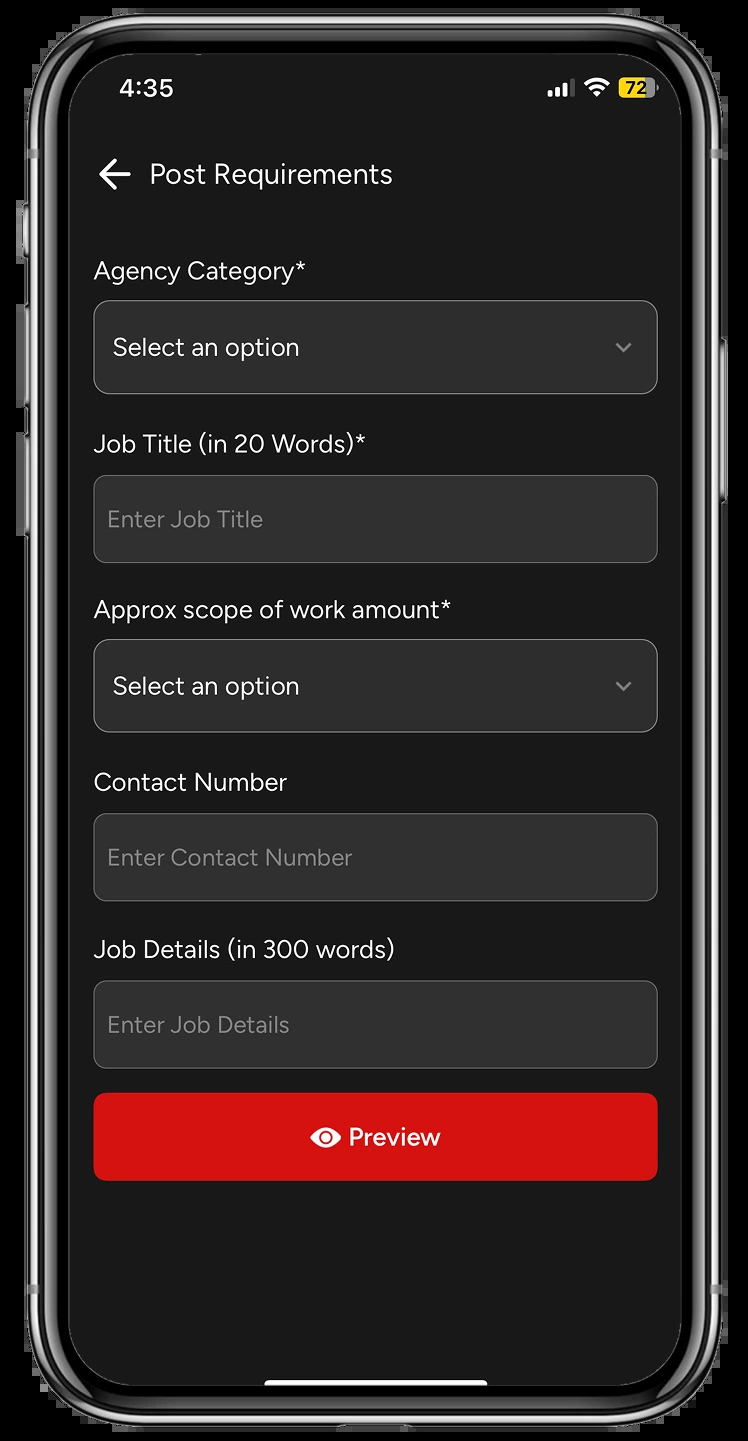 4:35
72
Post Requirements
Agency Category*
Select an option
Job Title (in 20 Words)*
Enter Job Title
Approx scope of work amount*
Select an option
Contact Number
Enter Contact Number
Job Details (in 300 words)
Enter Job Details
Preview